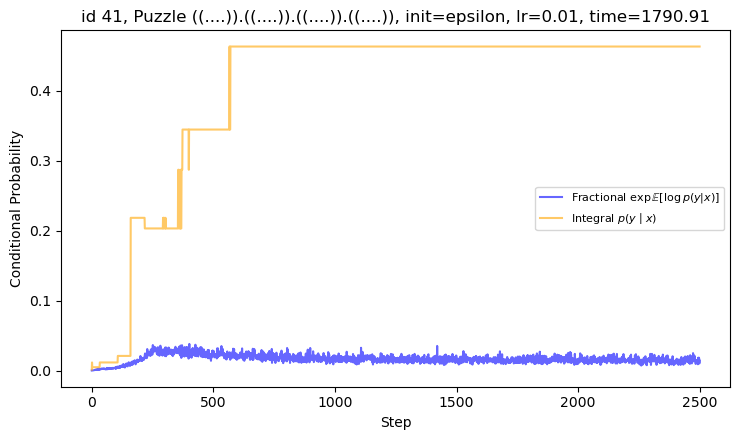 id 41, Puzzle ((....)).((....)).((....)).((....)), init=epsilon, lr=0.01, time=1790.91
Conditional Probability
0.4
0.3
0.2
0.1
0.0
Fractional exp𝔼[log p(y|x)]
Integral p(y | x)
0 500 1000 1500 2000 2500
Step